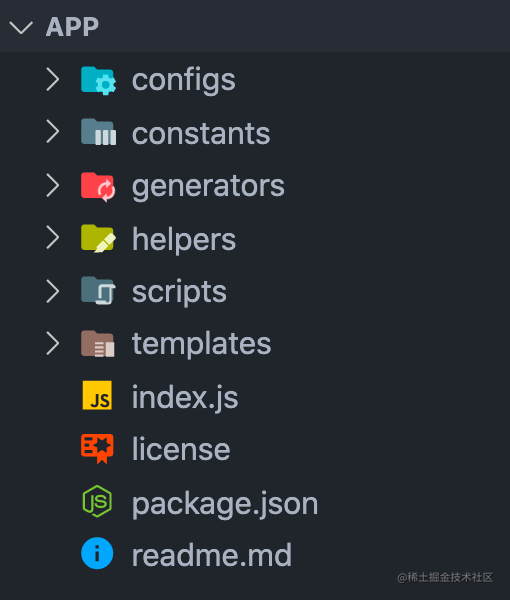 APP
configs
constants
generators
helpers
scripts
templates
JS index.js
license
JS package.json
i readme.md
@稀土掘金技术社区